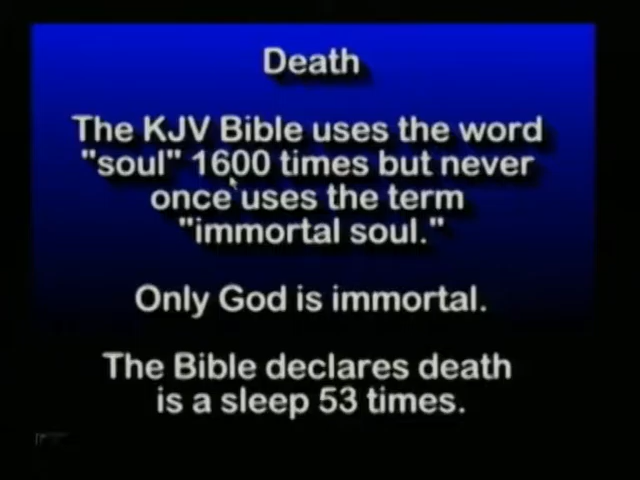 Death
The KJV Bible uses the word
"soul" 1600 times but never
once uses the term
"immortal soul."
Only God is immortal.
The Bible declares death
is a sleep 53 times.